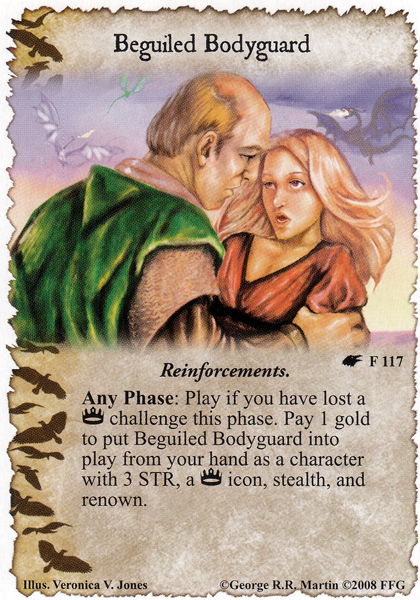 Beguiled Bodyguard
F 117
Reinforcements.
Any Phase: Play if you have lost a
challenge this phase. Pay 1 gold
to put Beguiled Bodyguard into
play from your hand as a character
with 3 STR, a icon, stealth, and
renown.
Illus. Veronica V. Jones ©George R.R. Martin ©2008 FFG